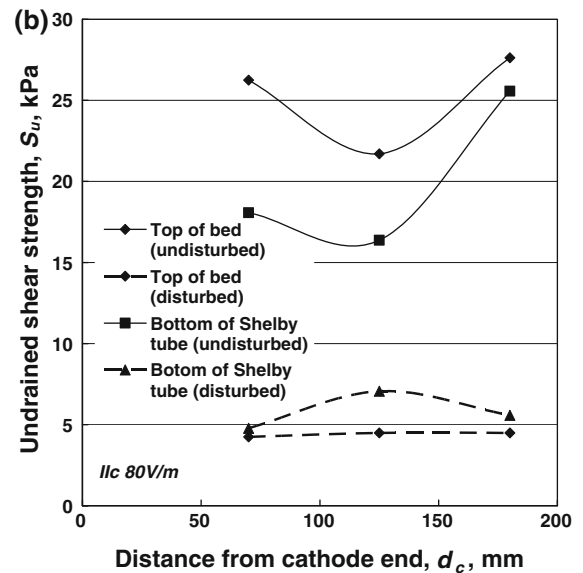 (b)
30
25
20
15
10
5
0
Undrained shear strength, Su, kPa
Top of bed
(undisturbed)
Top of bed
(disturbed)
Bottom of Shelby
tube (undisturbed)
Botom of Shelby
tube (disturbed)
IIc 80V/m
0
50
100
150
200
Distance from cathode end, dc, mm